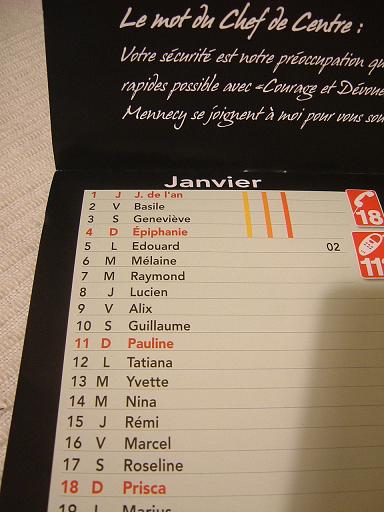 Le mot du Chef de Centre :
Votre sécurité est notre préoccupation
rapides possible avec «Courage et
Mennecy se joignent à moi pour vous
Janvier
1 J J. de l'an
2 V Basile
3 S Geneviève
4 D Épiphanie
5 L Edouard 02
6 M Mélaine
7 M Raymond
8 J Lucien
9 V Alix
10 S Guillaume
11 D Pauline
12 L Tatiana
13 M Yvette
14 M Nina
15 J Rémi
16 V Marcel
17 S Roseline
18 D Prisca
19 L Marius
18
11